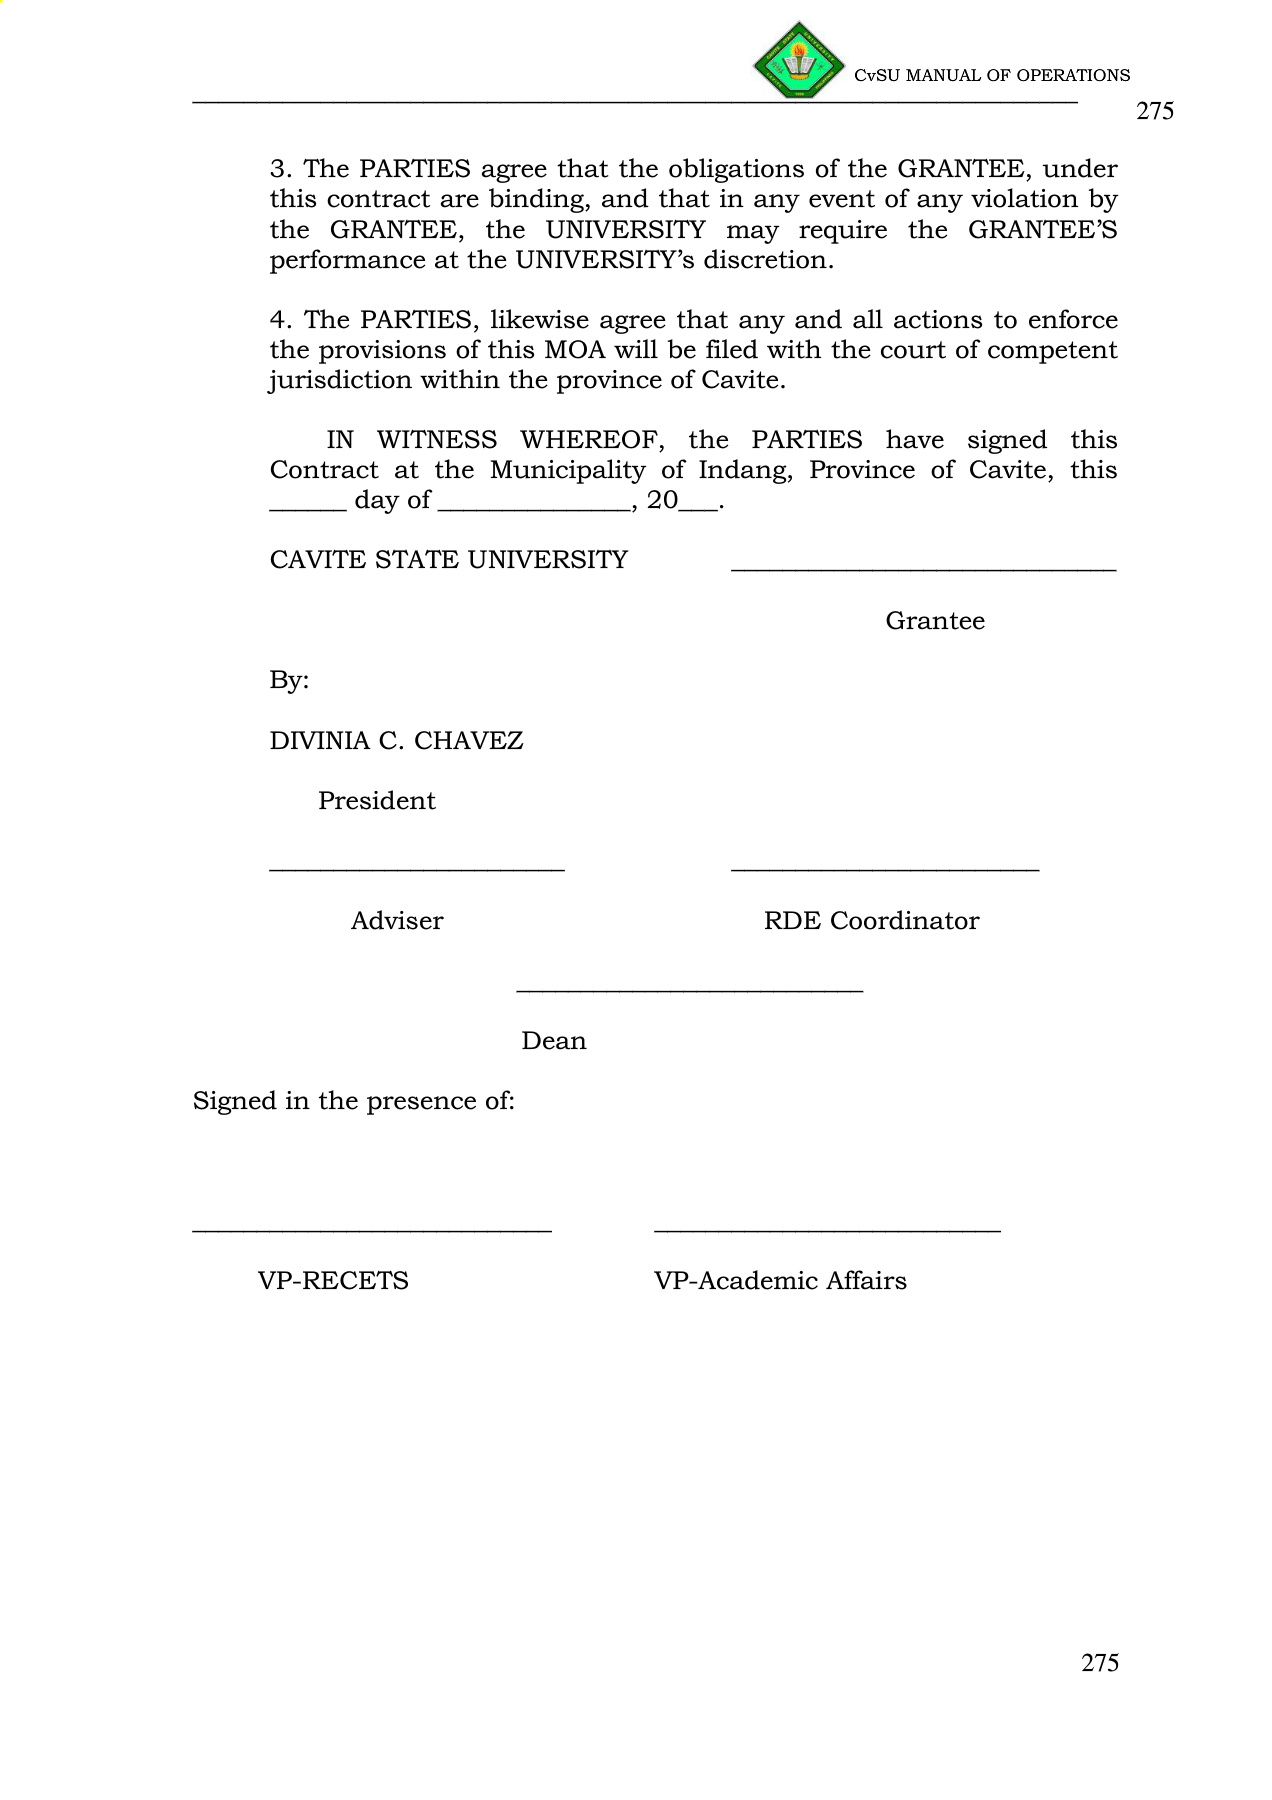 CvSU MANUAL OF OPERATIONS
275
3. The PARTIES agree that the obligations of the GRANTEE, under
this contract are binding, and that in any event of any violation by
the GRANTEE, the UNIVERSITY may require the GRANTEE’S
performance at the UNIVERSITY’s discretion.
4. The PARTIES, likewise agree that any and all actions to enforce
the provisions of this MOA will be filed with the court of competent
jurisdiction within the province of Cavite.
IN WITNESS WHEREOF, the PARTIES have signed this
Contract at the Municipality of Indang, Province of Cavite, this
______ day of _______________, 20___.
CAVITE STATE UNIVERSITY ______________________________
Grantee
By:
DIVINIA C. CHAVEZ
President
_______________________ ________________________
Adviser RDE Coordinator
___________________________
Dean
Signed in the presence of:
____________________________ ___________________________
VP-RECETS VP-Academic Affairs
275